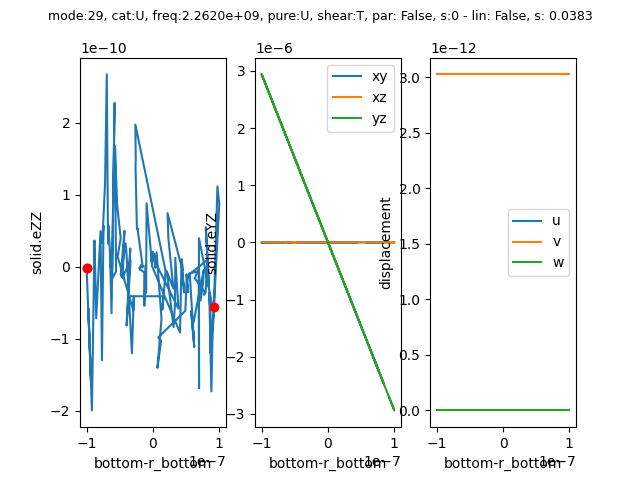 mode:29, cat:U, freq:2.2620e+09, pure:U, shear:T, par: False, s:0 - lin: False, s: 0.0383
1e−10
solid.eZZ
2
1
0
−1
−2
−1
0
1
1e−7
bottom-r_bottom
1e−6
solid.eYZ
3
2
1
0
−1
−2
−3
xy
xz
yz
−1
0
1
1e−7
bottom-r_bottom
1e−12
displacement
3.0
2.5
2.0
1.5
1.0
0.5
0.0
u
v
w
−1
0
1
1e−7
bottom-r_bottom